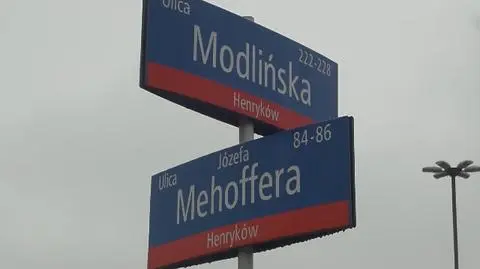 Ulica
Modlińska
222-228
Henryków
84-86
Józefa
Ulica
Mehoffera
Henryków